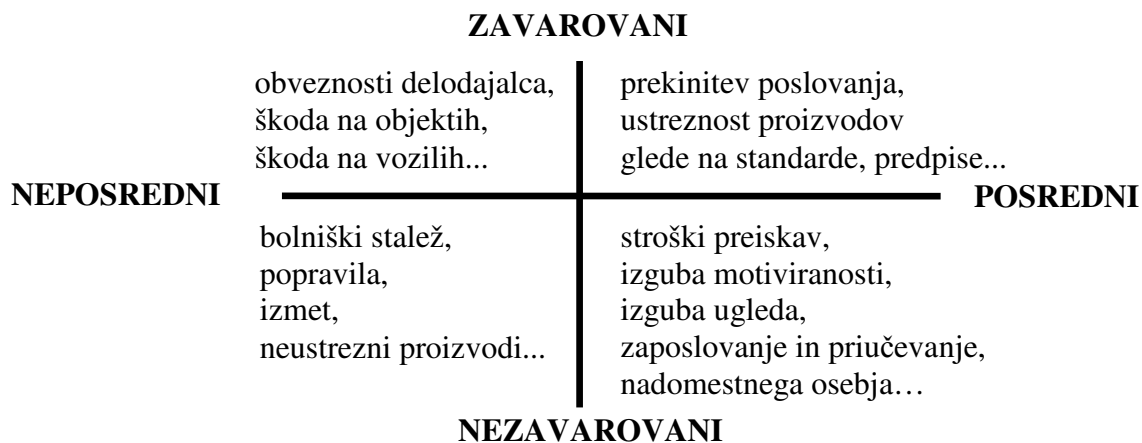 ZAVAROVANI
obveznosti delodajalca,
škoda na objektih,
škoda na vozilih...
prekinitev poslovanja,
ustreznost proizvodov
glede na standarde, predpise...
NEPOSREDNI
POSREDNI
bolniški stalež,
popravila,
izmet,
neustrezni proizvodi...
stroški preiskav,
izguba motiviranosti,
izguba ugleda,
zaposlovanje in priučevanje,
nadomestnega osebja…
NEZAVAROVANI